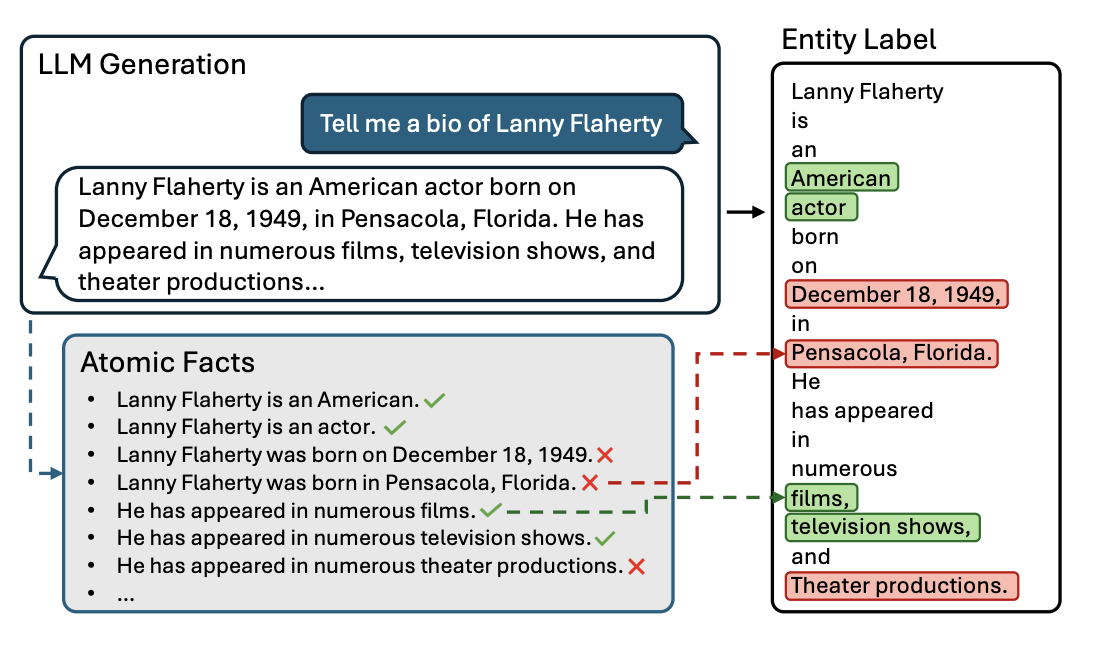 LLM Generation
Tell me a bio of Lanny Flaherty
Lanny Flaherty is an American actor born on
December 18, 1949, in Pensacola, Florida. He has
appeared in numerous films, television shows, and
theater productions...
Atomic Facts
• Lanny Flaherty is an American.
• Lanny Flaherty is an actor.
• Lanny Flaherty was born on December 18, 1949.
• Lanny Flaherty was born in Pensacola, Florida.
• He has appeared in numerous films.
• He has appeared in numerous television shows.
• He has appeared in numerous theater productions.
• ...
Entity Label
Lanny Flaherty
is
an
American
actor
born
on
December 18, 1949,
in
Pensacola, Florida.
He
has appeared
in
numerous
films,
television shows,
and
Theater productions.